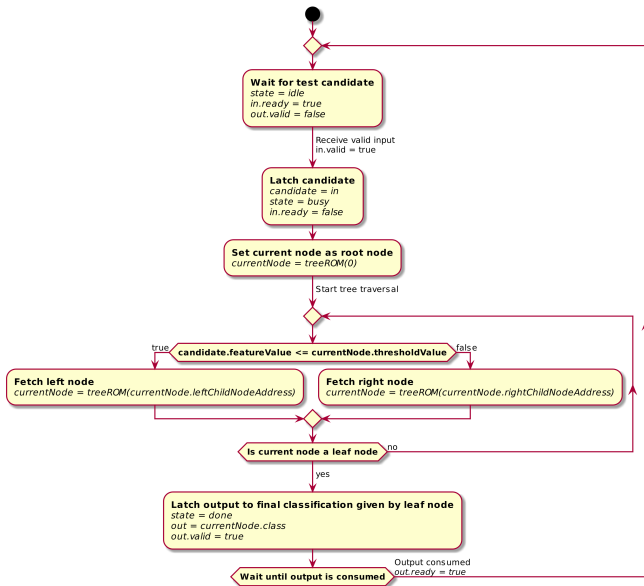 Wait for test candidate
state = idle
in.ready = true
out.valid = false
Receive valid input
in.valid = true
Latch candidate
candidate = in
state = busy
in.ready = false
Set current node as root node
currentNode = treeROM(0)
Start tree traversal
true
candidate.featureValue <= currentNode.thresholdValue
false
Fetch left node
currentNode = treeROM(currentNode.leftChildNodeAddress)
Fetch right node
currentNode = treeROM(currentNode.rightChildNodeAddress)
Is current node a leaf node
no
yes
Latch output to final classification given by leaf node
state = done
out = currentNode.class
out.valid = true
Wait until output is consumed
Output consumed
out.ready = true